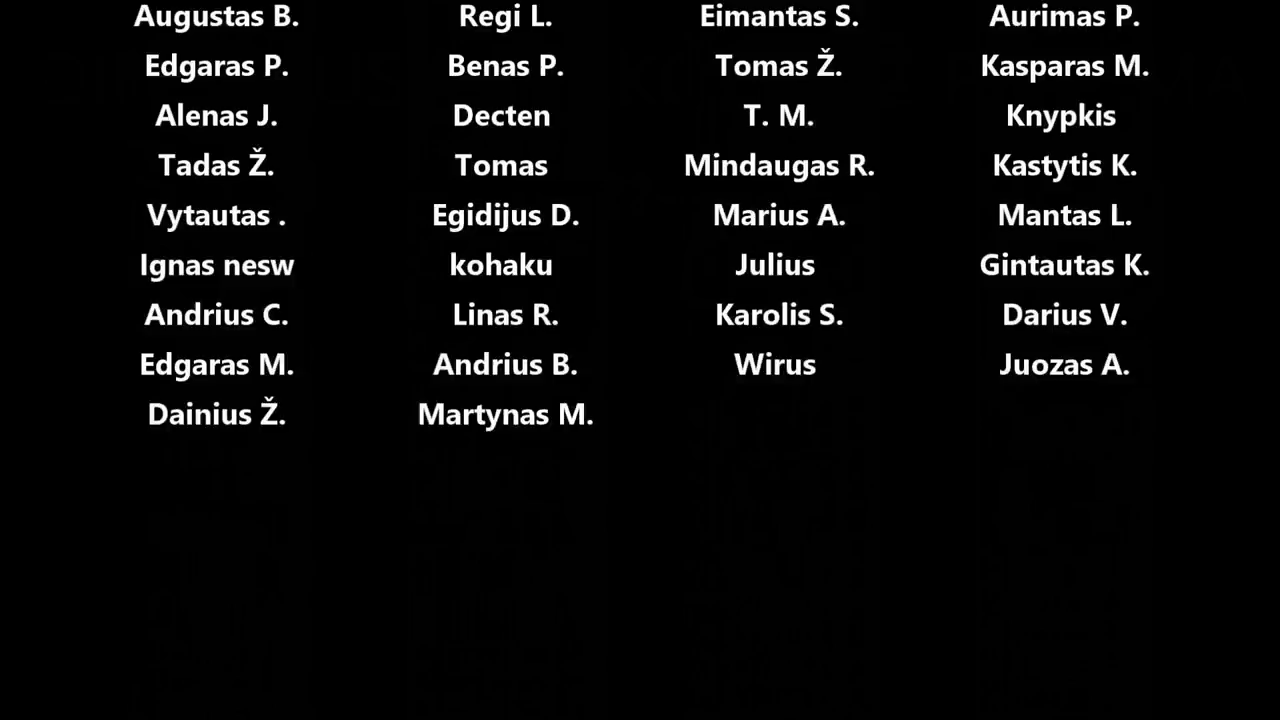 Augustas B. Regi L. Eimantas S. Aurimas P.
Edgaras P. Benas P. Tomas Ž. Kasparas M.
Alenas J. Decten T. M. Knypkis
Tadas Ž. Tomas Mindaugas R. Kastytis K.
Vytautas . Egidijus D. Marius A. Mantas L.
Ignas nesw kohaku Julius Gintautas K.
Andrius C. Linas R. Karolis S. Darius V.
Edgaras M. Andrius B. Wirus Juozas A.
Dainius Ž. Martynas M.